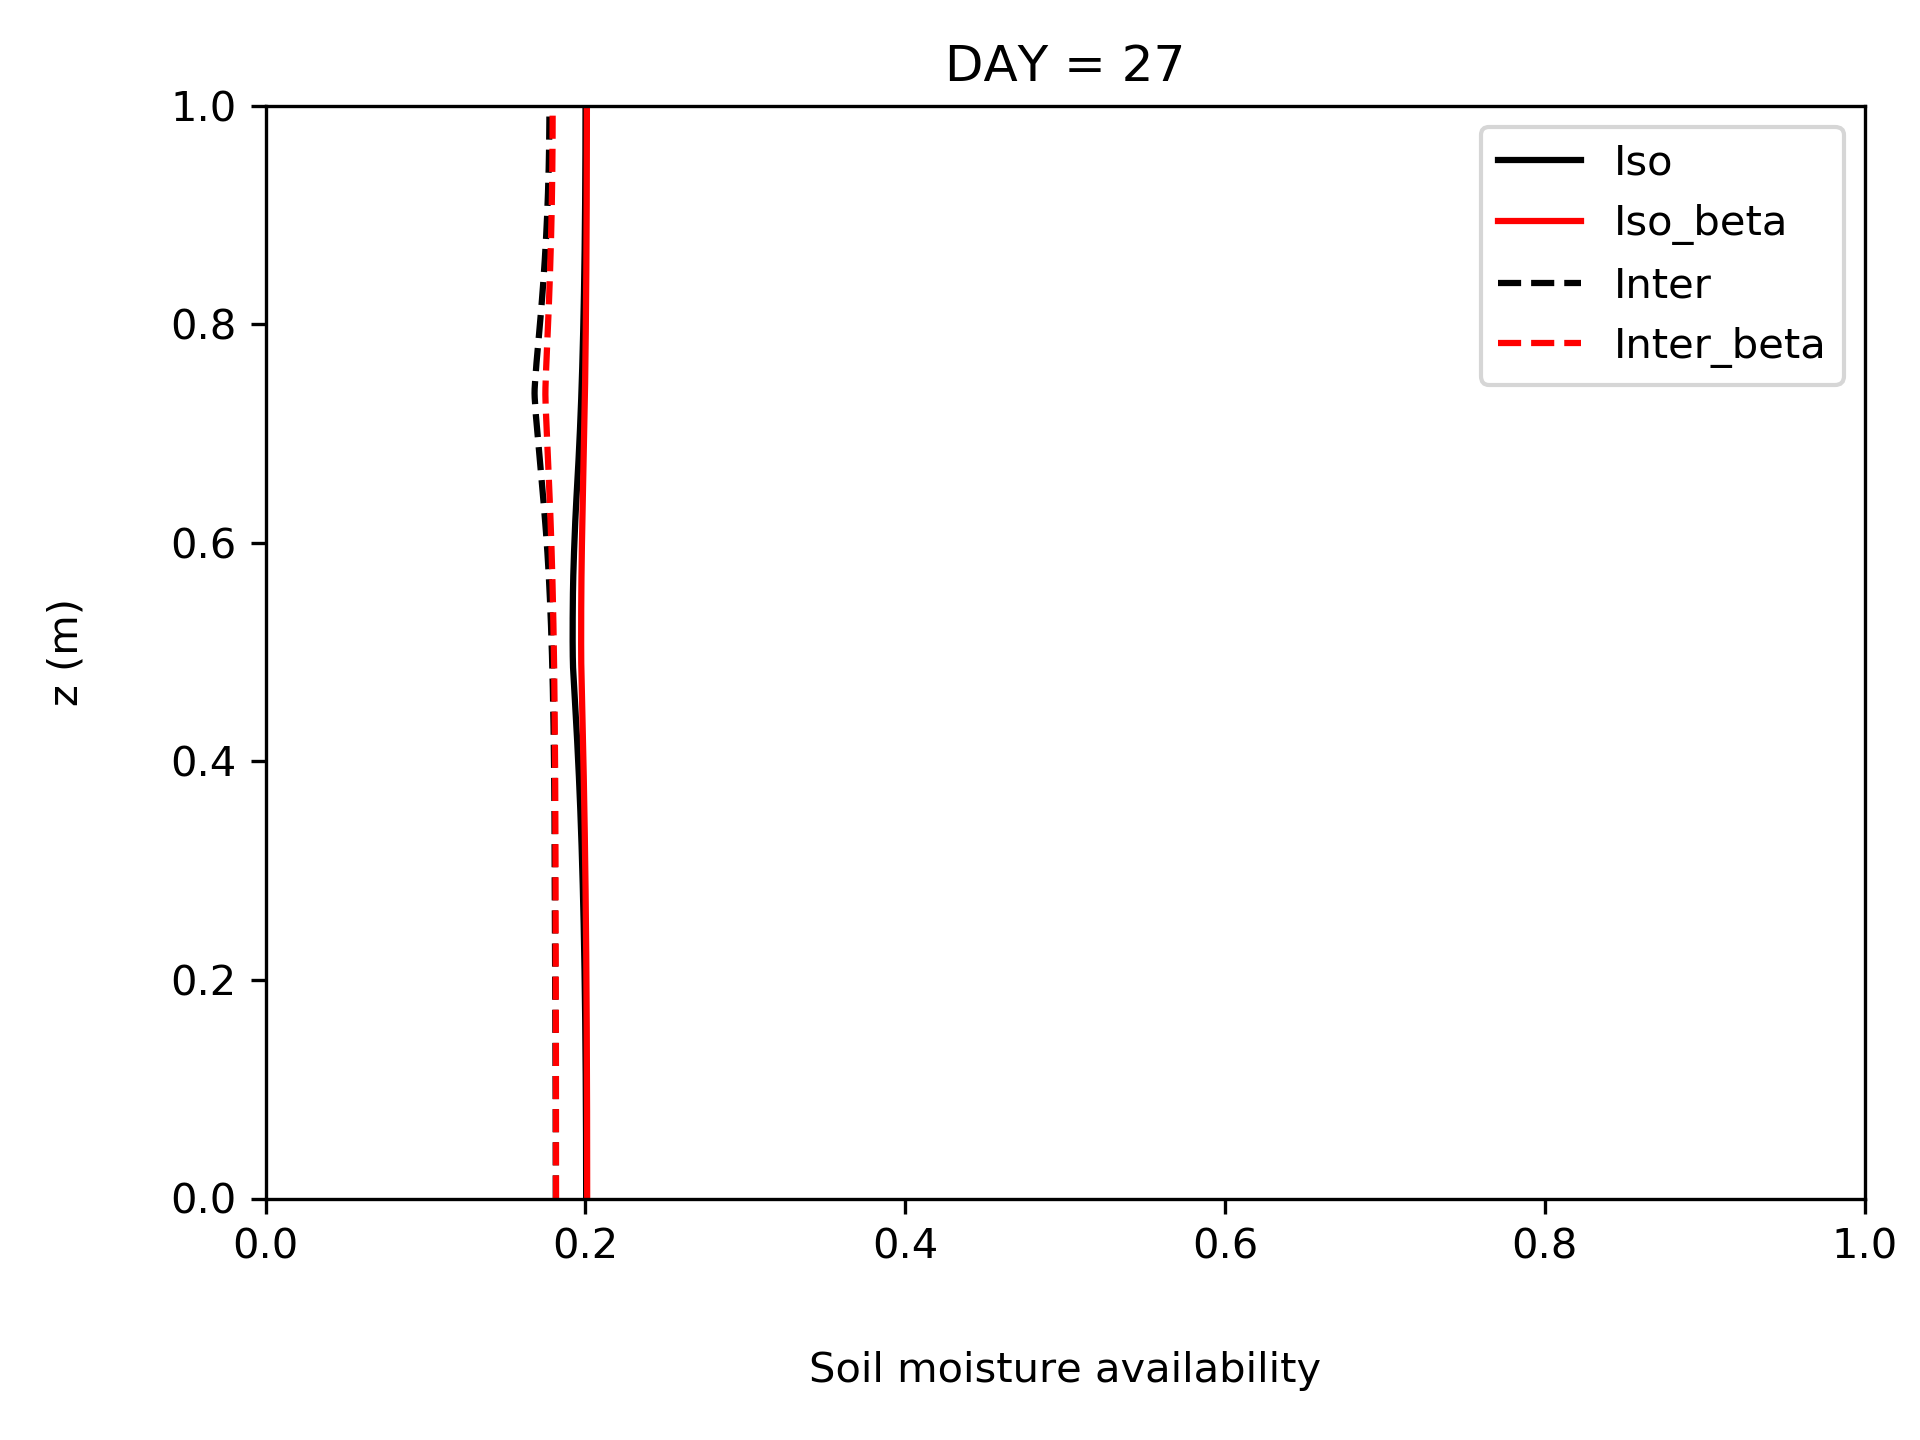 DAY = 27
1.0
0.8
0.6
0.4
0.2
0.0
z (m)
Iso
Iso_beta
Inter
Inter_beta
0.0 0.2 0.4 0.6 0.8 1.0
Soil moisture availability